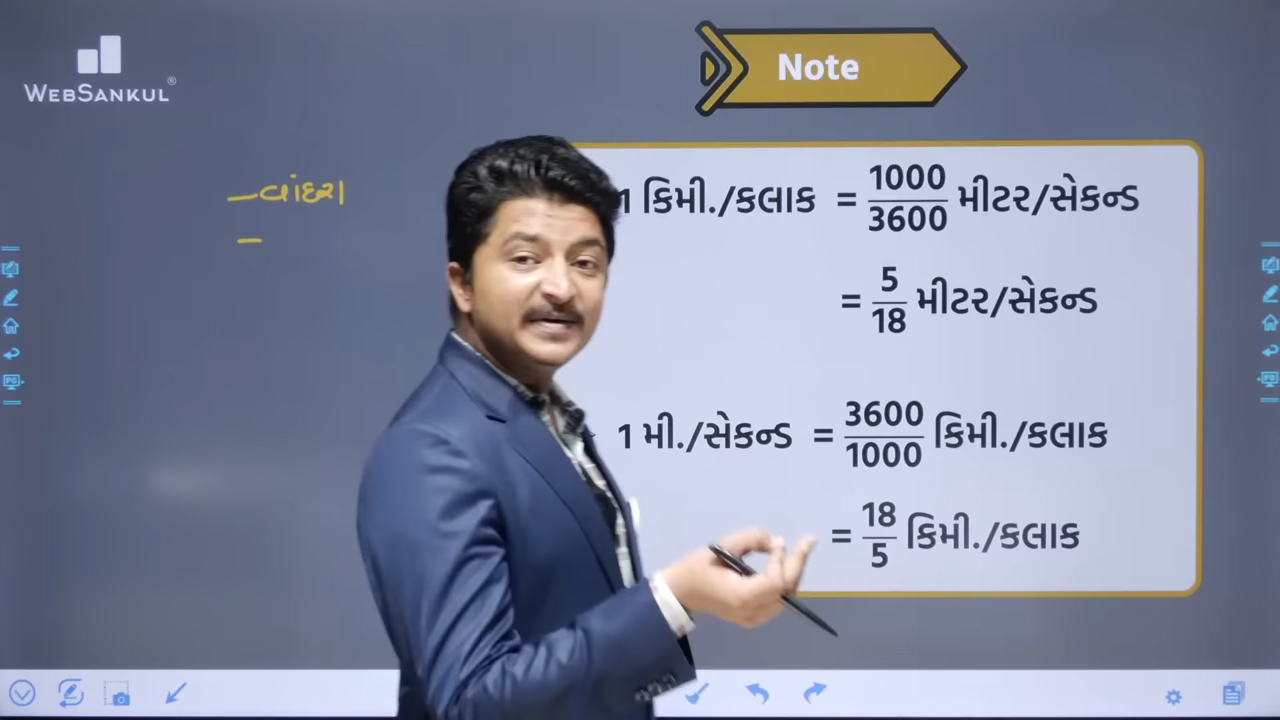 WEBSANKUL®
Note
વાંદરા
1 કિમી./કલાક = 1000/3600 મીટર/સેકન્ડ
= 5/18 મીટર/સેકન્ડ
1 મી./સેકન્ડ = 3600/1000 કિમી./કલાક
= 18/5 કિમી./કલાક